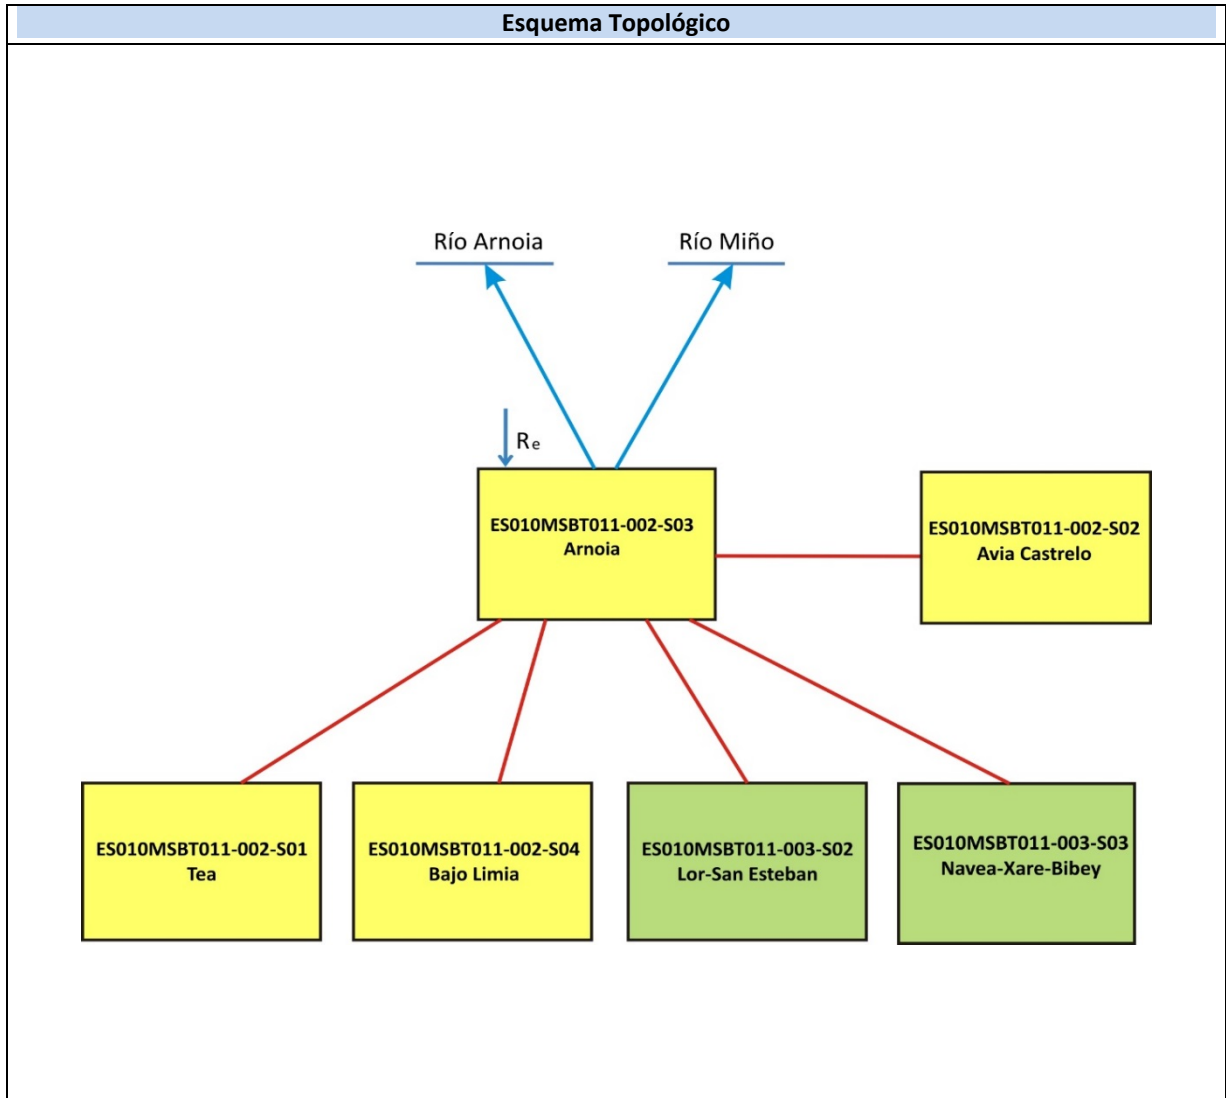 Esquema Topológico
Río Arnoia
Río Miño
Re
ES010MSBT011-002-S03
Arnoia
ES010MSBT011-002-S02
Avia Castrelo
ES010MSBT011-002-S01
Tea
ES010MSBT011-002-S04
Bajo Limia
ES010MSBT011-003-S02
Lor-San Esteban
ES010MSBT011-003-S03
Navea-Xare-Bibey